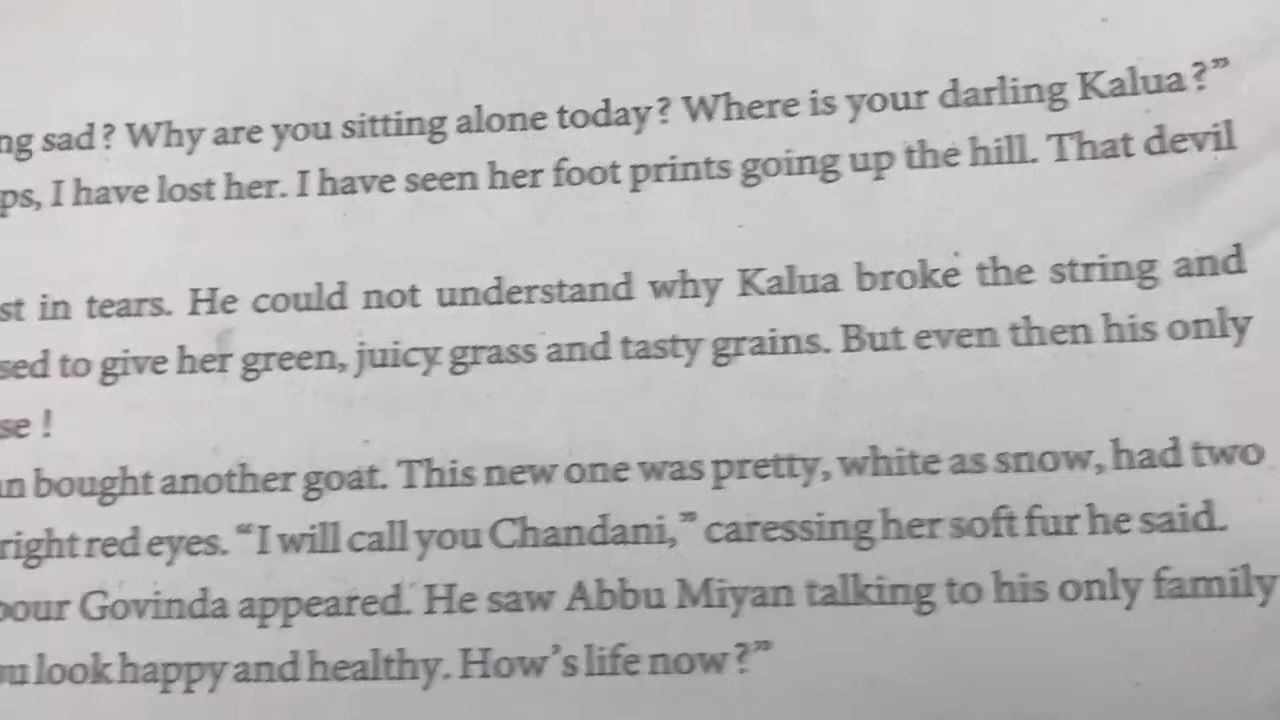 ng sad? Why are you sitting alone today? Where is your darling Kalua?”
ps, I have lost her. I have seen her foot prints going up the hill. That devil
st in tears. He could not understand why Kalua broke the string and
sed to give her green, juicy grass and tasty grains. But even then his only
se !
n bought another goat. This new one was pretty, white as snow, had two
right red eyes. “I will call you Chandani,” caressing her soft fur he said.
bour Govinda appeared. He saw Abbu Miyan talking to his only family
u look happy and healthy. How’s life now?”